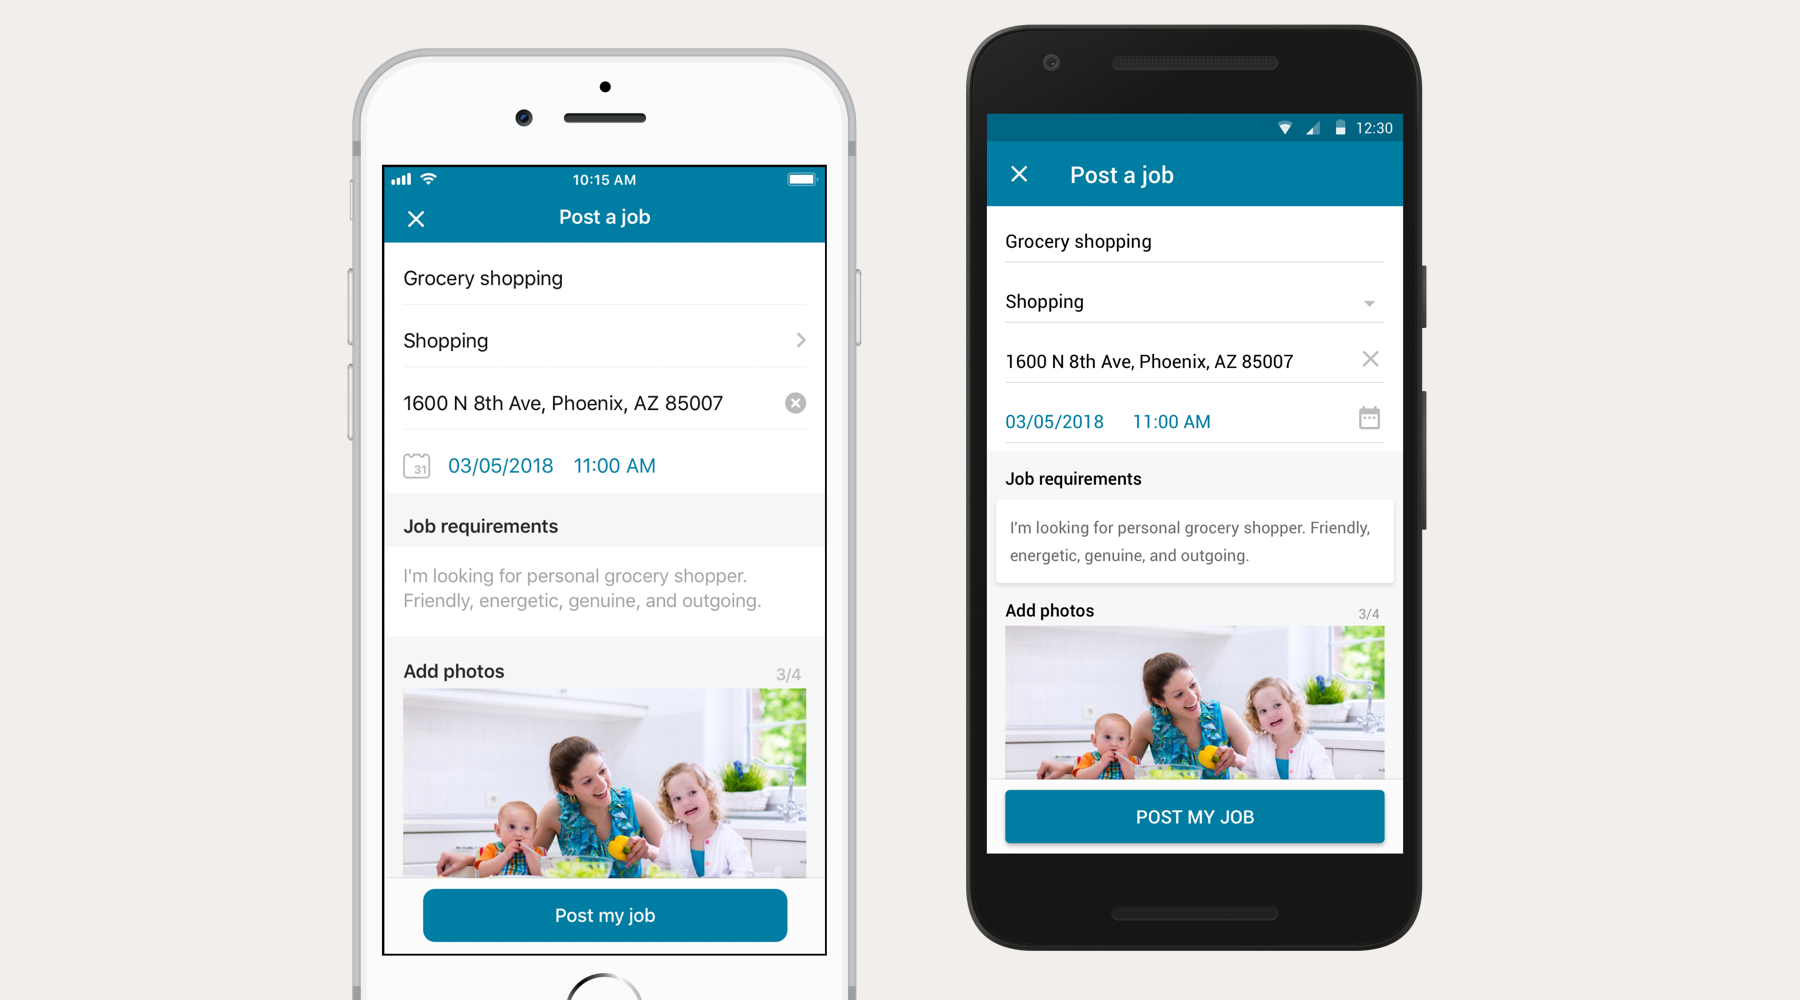 10:15 AM
Post a job
Grocery shopping
Shopping
1600 N 8th Ave, Phoenix, AZ 85007
31
03/05/2018 11:00 AM
Job requirements
I'm looking for personal grocery shopper.
Friendly, energetic, genuine, and outgoing.
Add photos 3/4
Post my job
12:30
Post a job
Grocery shopping
Shopping
1600 N 8th Ave, Phoenix, AZ 85007
03/05/2018 11:00 AM
Job requirements
I'm looking for personal grocery shopper. Friendly,
energetic, genuine, and outgoing.
Add photos 3/4
POST MY JOB